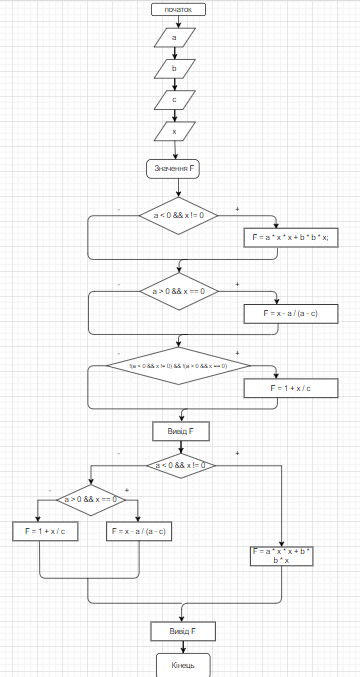 початок
a
b
c
x
Значення F
a < 0 && x != 0
-
+
F = a * x * x + b * b * x;
a > 0 && x == 0
-
+
F = x - a / (a - c)
!(a < 0 && x != 0) && !(a > 0 && x == 0)
-
+
F = 1 + x / c
Вивід F
a < 0 && x != 0
-
+
a > 0 && x == 0
-
+
F = 1 + x / c
F = x - a / (a - c)
F = a * x * x + b *
b * x
Вивід F
Кінець